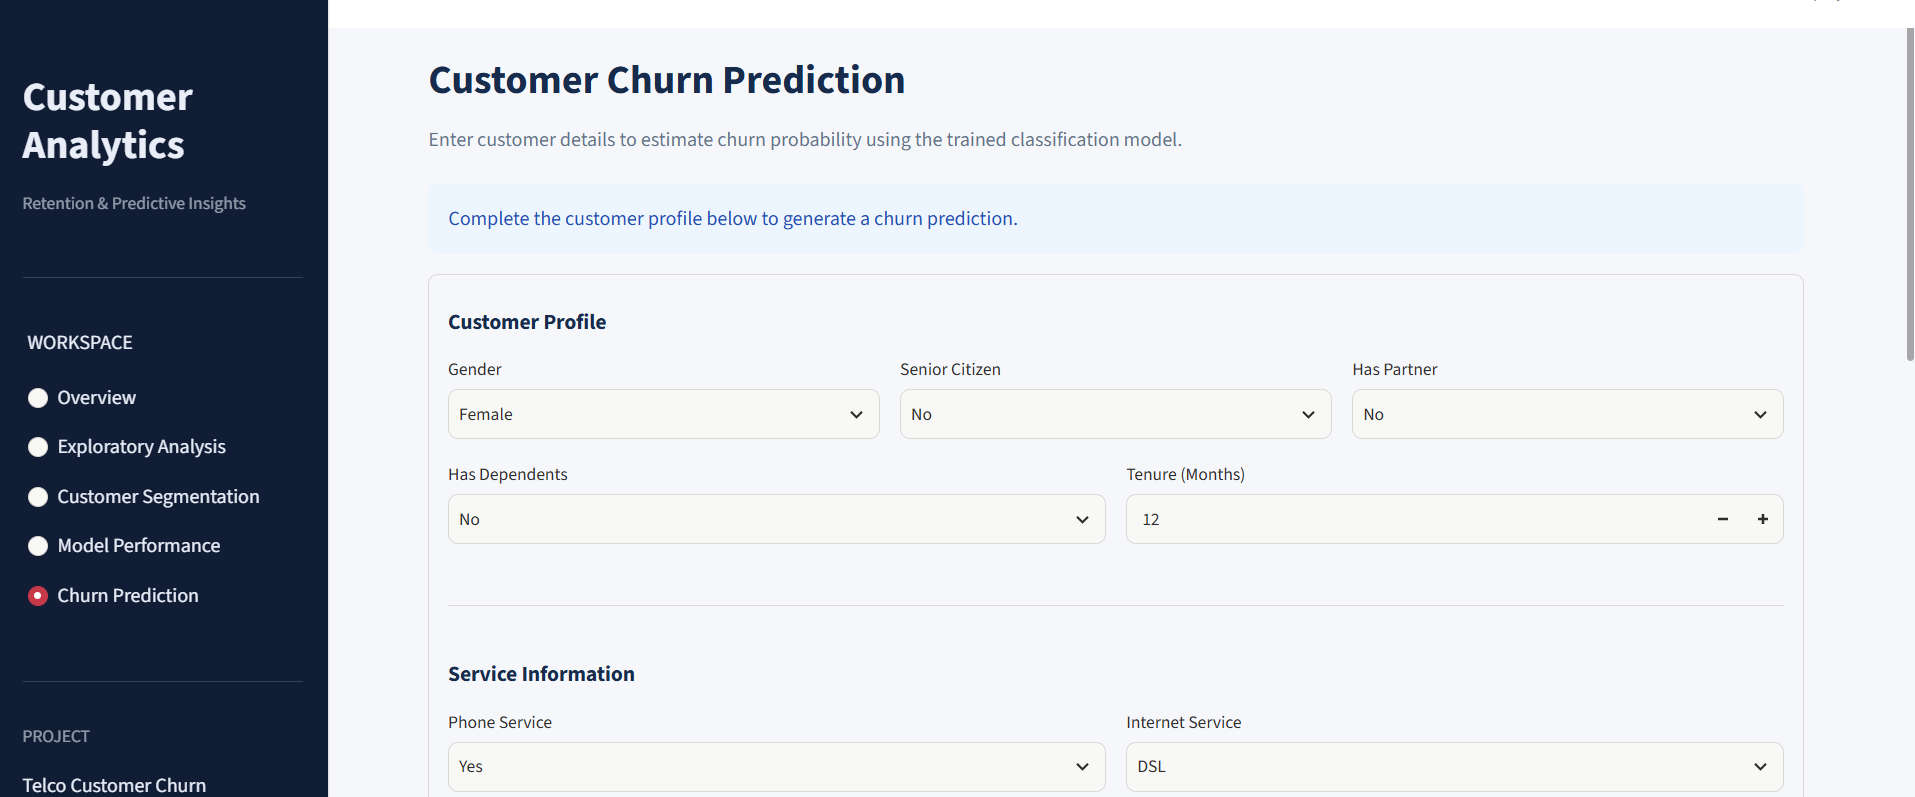 Customer
Analytics
Retention & Predictive Insights
WORKSPACE
Overview
Exploratory Analysis
Customer Segmentation
Model Performance
Churn Prediction
PROJECT
Telco Customer Churn
Customer Churn Prediction
Enter customer details to estimate churn probability using the trained classification model.
Complete the customer profile below to generate a churn prediction.
Customer Profile
Gender
Senior Citizen
Has Partner
Female
No
No
Has Dependents
Tenure (Months)
No
12
Service Information
Phone Service
Internet Service
Yes
DSL